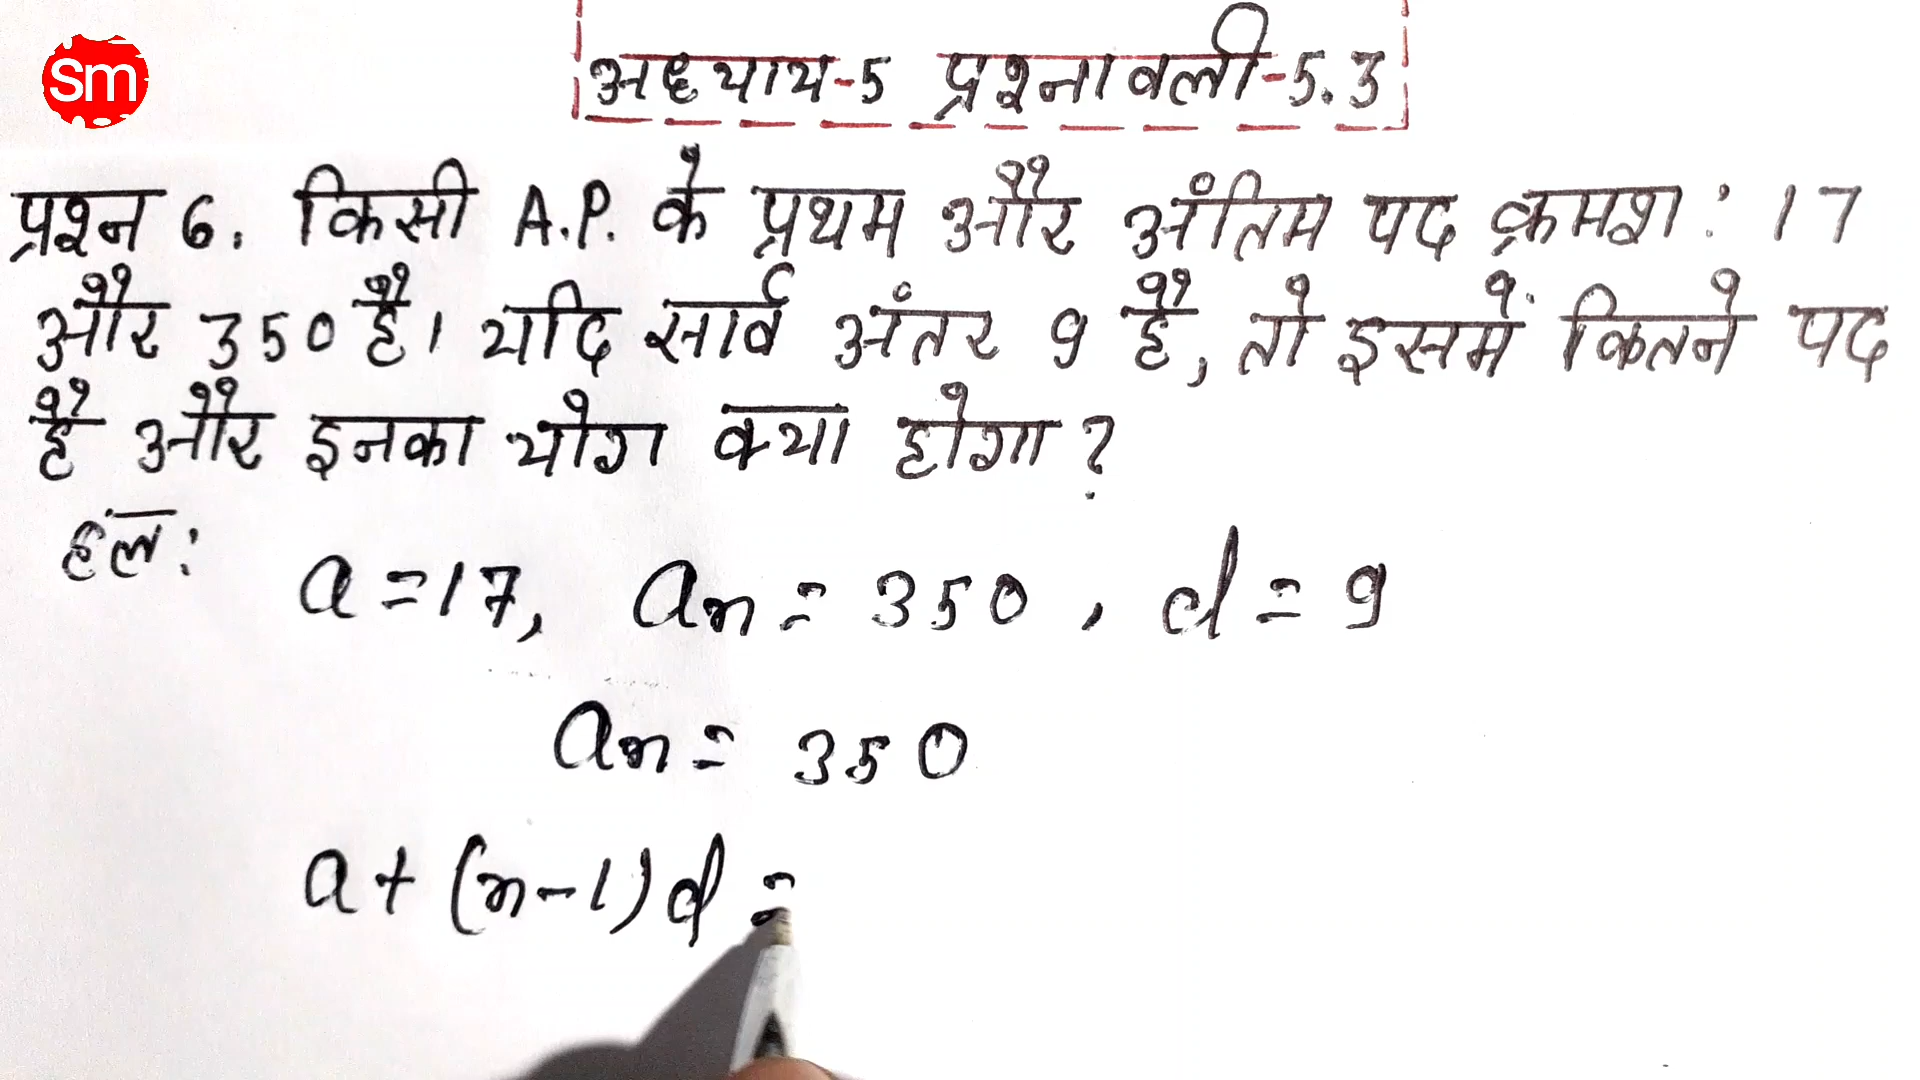 sm
अध्याय-5 प्रश्नावली-5.3
प्रश्न 6. किसी A.P. के प्रथम और अंतिम पद क्रमश: 17
और 350 है। यदि सार्व अंतर 9 है, तो इसमें कितने पद
है और इनका योग क्या होगा?
हल:
a = 17, an = 350, d = 9
an = 350
a + (n-1) d =